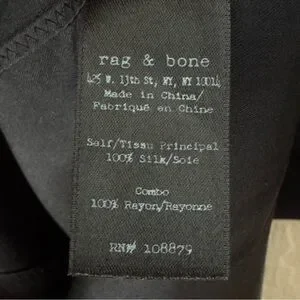 rag & bone
425 W. 13th St, NY, NY 10014
Made in China/
Fabriqué en Chine
Self/Tissu Principal
100% Silk/Soie
Combo
100% Rayon/Rayonne
RN# 108879